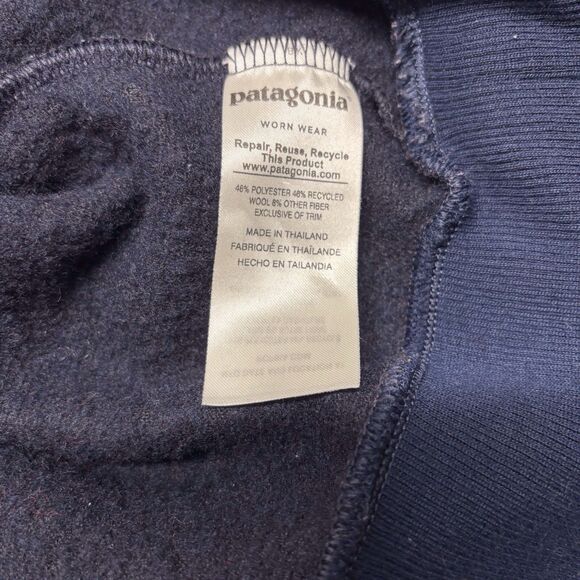 patagonia
WORN WEAR
Repair, Reuse, Recycle
This Product
www.patagonia.com
46% POLYESTER 46% RECYCLED
WOOL 8% OTHER FIBER
EXCLUSIVE OF TRIM
MADE IN THAILAND
FABRIQUÉ EN THAÏLANDE
HECHO EN TAILANDIA